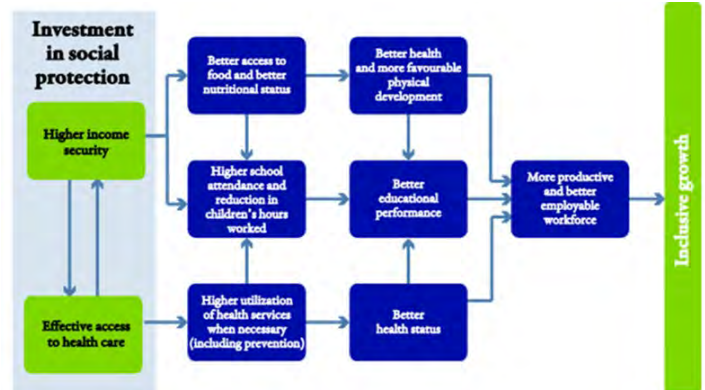 Investment
in social
protection
Higher income
security
Effective access
to health care
Better access to
food and better
nutritional status
Higher school
attendance and
reduction in
children's hours
worked
Higher utilization
of health services
when necessary
(including prevention)
Better health
and more favourable
physical
development
Better
educational
performance
Better
health status
More productive
and better
employable
workforce
Inclusive growth